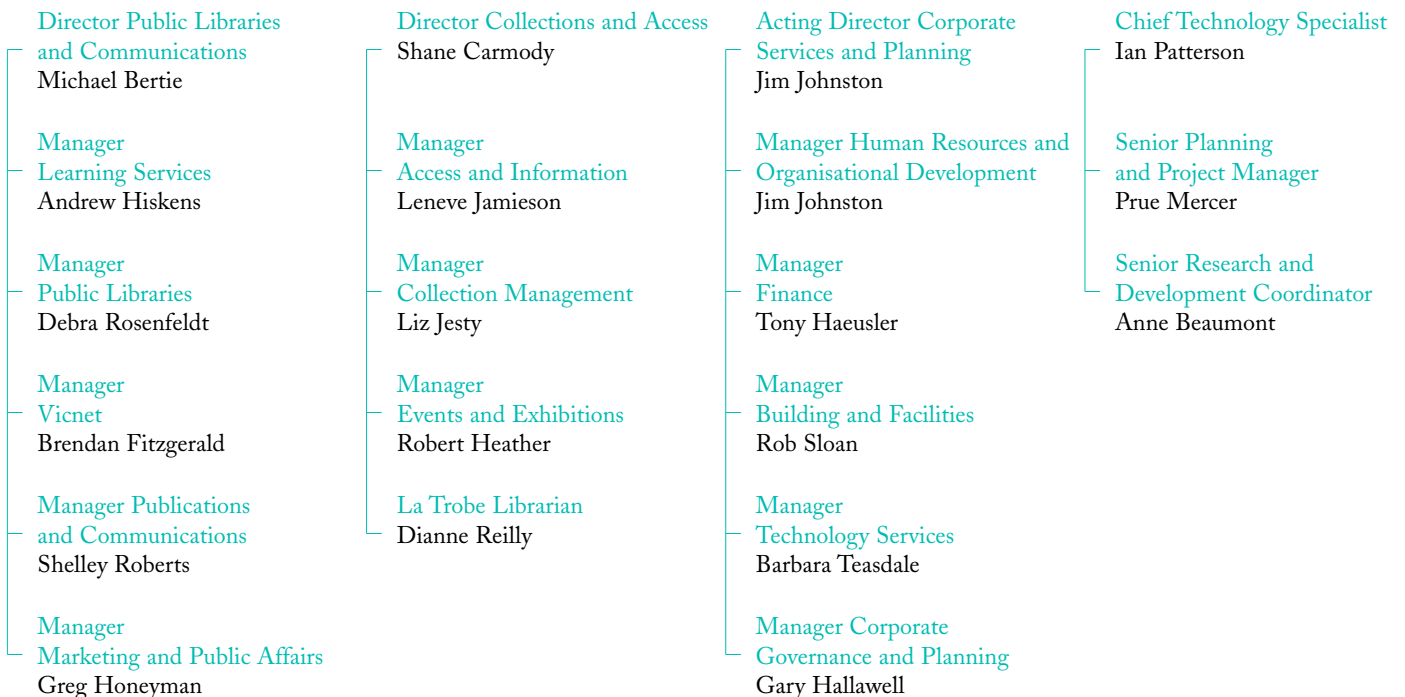 Director Public Libraries
and Communications
Michael Bertie
Manager
Learning Services
Andrew Hiskens
Manager
Public Libraries
Debra Rosenfeldt
Manager
Vicnet
Brendan Fitzgerald
Manager Publications
and Communications
Shelley Roberts
Manager
Marketing and Public Affairs
Greg Honeyman
Director Collections and Access
Shane Carmody
Manager
Access and Information
Leneve Jamieson
Manager
Collection Management
Liz Jesty
Manager
Events and Exhibitions
Robert Heather
La Trobe Librarian
Dianne Reilly
Acting Director Corporate
Services and Planning
Jim Johnston
Manager Human Resources and
Organisational Development
Jim Johnston
Manager
Finance
Tony Haeusler
Manager
Building and Facilities
Rob Sloan
Manager
Technology Services
Barbara Teasdale
Manager Corporate
Governance and Planning
Gary Hallawell
Chief Technology Specialist
Ian Patterson
Senior Planning
and Project Manager
Prue Mercer
Senior Research and
Development Coordinator
Anne Beaumont